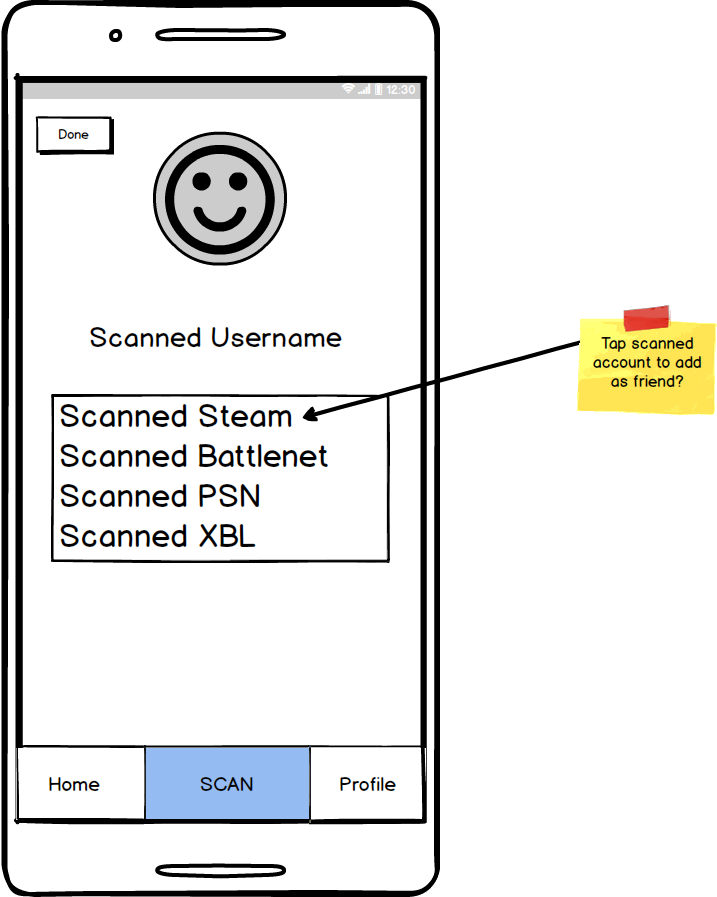 12:30
Done
Scanned Username
Tap scanned
account to add
as friend?
Scanned Steam
Scanned Battlenet
Scanned PSN
Scanned XBL
Home
SCAN
Profile